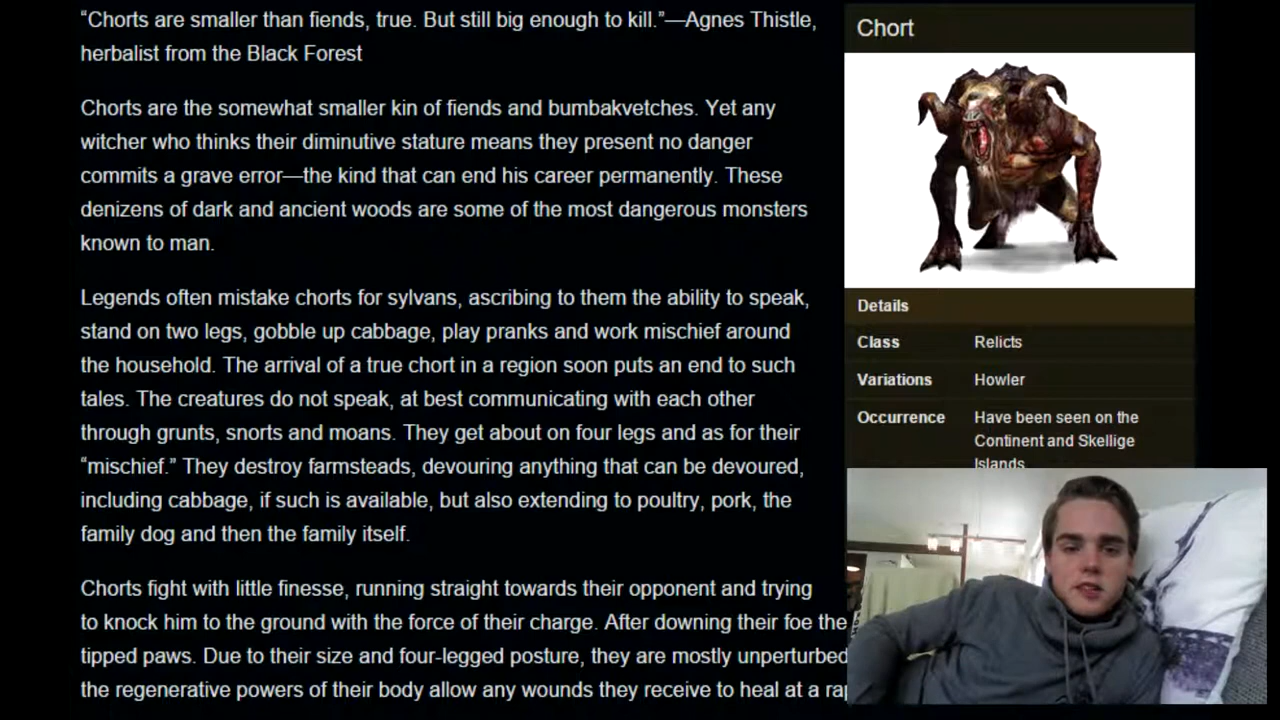 “Chorts are smaller than fiends, true. But still big enough to kill.”—Agnes Thistle,
herbalist from the Black Forest
Chorts are the somewhat smaller kin of fiends and bumbakvetches. Yet any
witcher who thinks their diminutive stature means they present no danger
commits a grave error—the kind that can end his career permanently. These
denizens of dark and ancient woods are some of the most dangerous monsters
known to man.
Legends often mistake chorts for sylvans, ascribing to them the ability to speak,
stand on two legs, gobble up cabbage, play pranks and work mischief around
the household. The arrival of a true chort in a region soon puts an end to such
tales. The creatures do not speak, at best communicating with each other
through grunts, snorts and moans. They get about on four legs and as for their
“mischief.” They destroy farmsteads, devouring anything that can be devoured,
including cabbage, if such is available, but also extending to poultry, pork, the
family dog and then the family itself.
Chorts fight with little finesse, running straight towards their opponent and trying
to knock him to the ground with the force of their charge. After downing their foe the
tipped paws. Due to their size and four-legged posture, they are mostly unperturbed
the regenerative powers of their body allow any wounds they receive to heal at a
Chort
Details
Class Relicts
Variations Howler
Occurrence Have been seen on the
Continent and Skellige
Islands